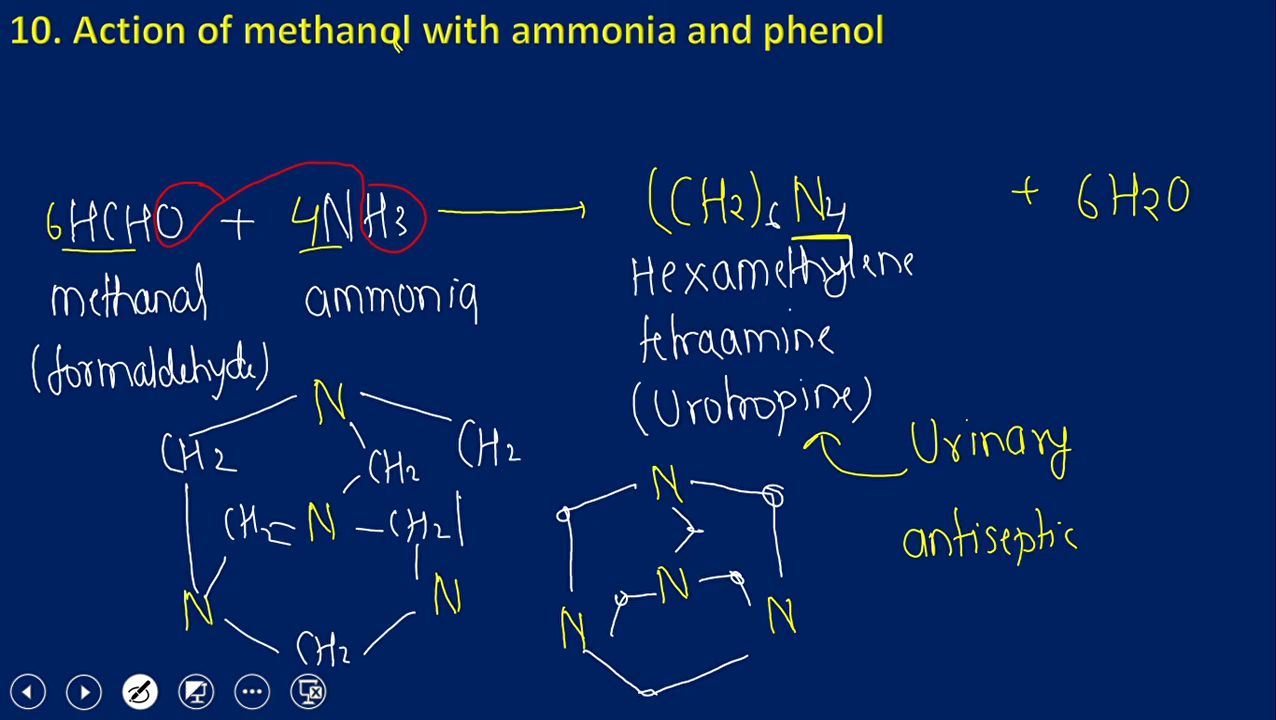 10. Action of methanol with ammonia and phenol
6HCHO + 4NH3 → (CH2)6N4 + 6H2O
methanal ammonia Hexamethylene
(formaldehyde) tetraamine
(Urotropine)
Urinary
antiseptic
N
CH2 CH2
CH2
CH2 N CH2
N N
CH2
N
N
N N